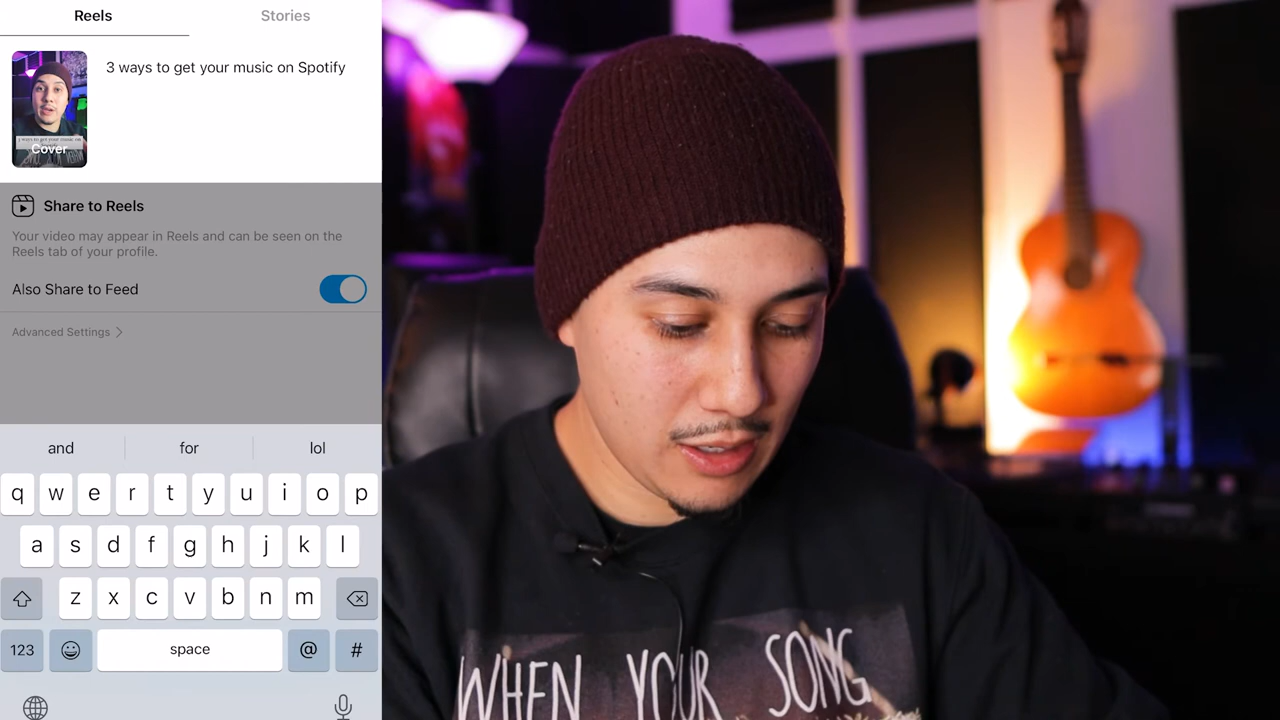 Reels
Stories
3 ways to get your music on Spotify
Cover
Share to Reels
Your video may appear in Reels and can be seen on the
Reels tab of your profile.
Also Share to Feed
Advanced Settings
and for lol
q w e r t y u i o p
a s d f g h j k l
z x c v b n m
123 space @ #
WHEN YOUR SONG